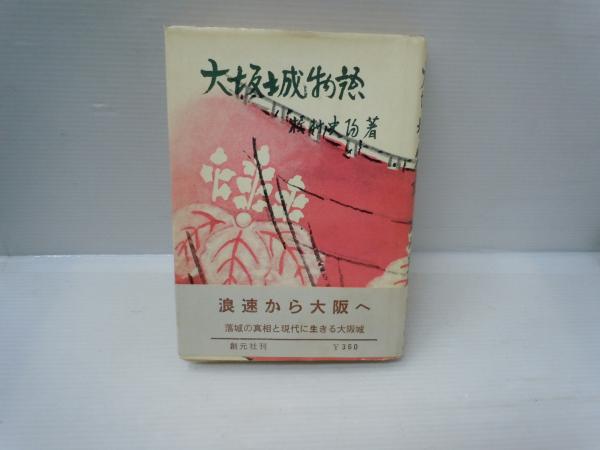 大坂城物語
牧村史陽著
浪速から大阪へ
落城の真相と現代に生きる大阪城
創元社刊 ¥360